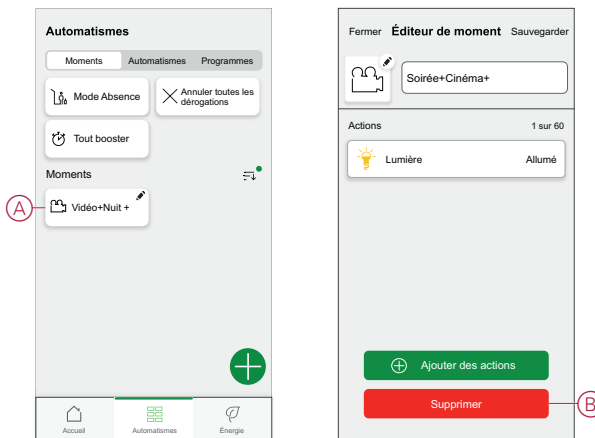 Automatismes
Moments Automatismes Programmes
Mode Absence
Annuler toutes les
dérogations
Tout booster
Moments
A
Vidéo+Nuit +
Accueil Automatismes Énergie
Fermer Éditeur de moment Sauvegarder
Soirée+Cinéma+
Actions 1 sur 60
Lumière Allumé
Ajouter des actions
Supprimer
B